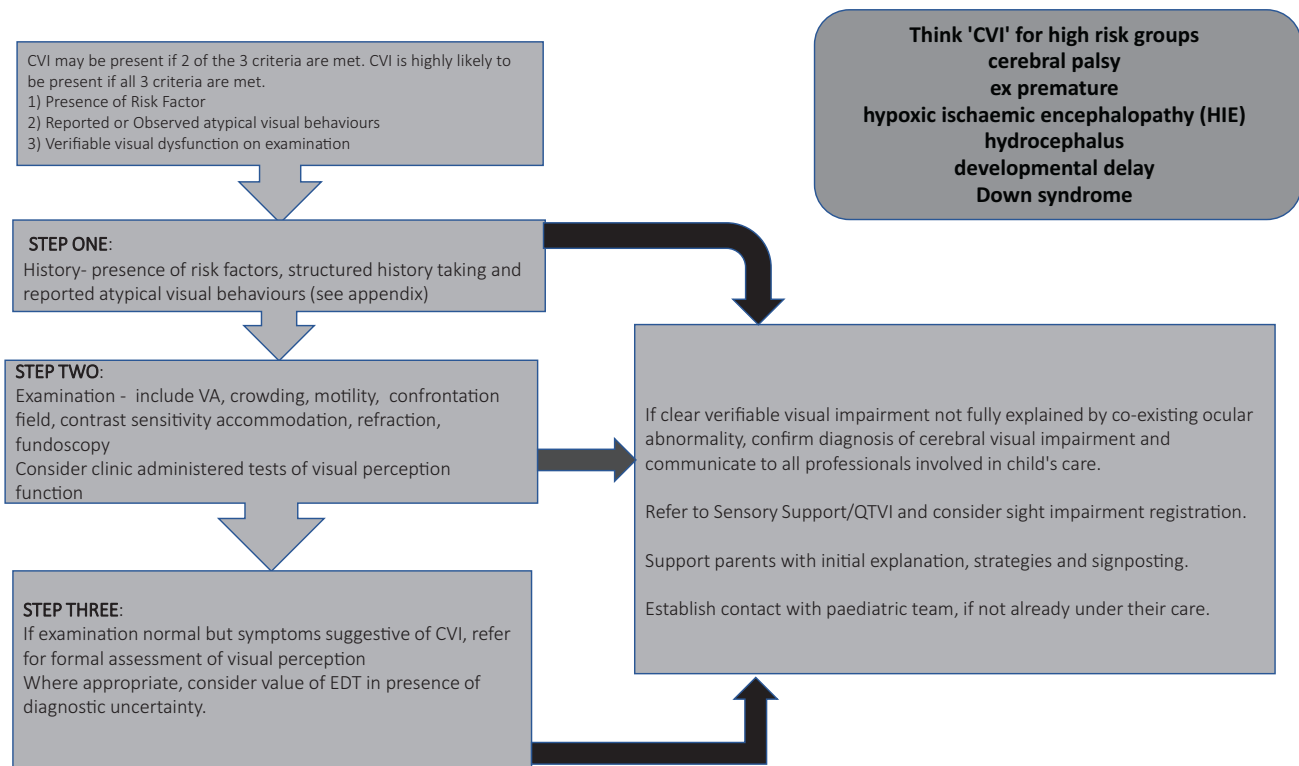 CVI may be present if 2 of the 3 criteria are met. CVI is highly likely to
be present if all 3 criteria are met.
1) Presence of Risk Factor
2) Reported or Observed atypical visual behaviours
3) Verifiable visual dysfunction on examination
Think 'CVI' for high risk groups
cerebral palsy
ex premature
hypoxic ischaemic encephalopathy (HIE)
hydrocephalus
developmental delay
Down syndrome
STEP ONE:
History- presence of risk factors, structured history taking and
reported atypical visual behaviours (see appendix)
STEP TWO:
Examination - include VA, crowding, motility, confrontation
field, contrast sensitivity accommodation, refraction,
fundoscopy
Consider clinic administered tests of visual perception
function
STEP THREE:
If examination normal but symptoms suggestive of CVI, refer
for formal assessment of visual perception
Where appropriate, consider value of EDT in presence of
diagnostic uncertainty.
If clear verifiable visual impairment not fully explained by co-existing ocular
abnormality, confirm diagnosis of cerebral visual impairment and
communicate to all professionals involved in child's care.
Refer to Sensory Support/QTVI and consider sight impairment registration.
Support parents with initial explanation, strategies and signposting.
Establish contact with paediatric team, if not already under their care.